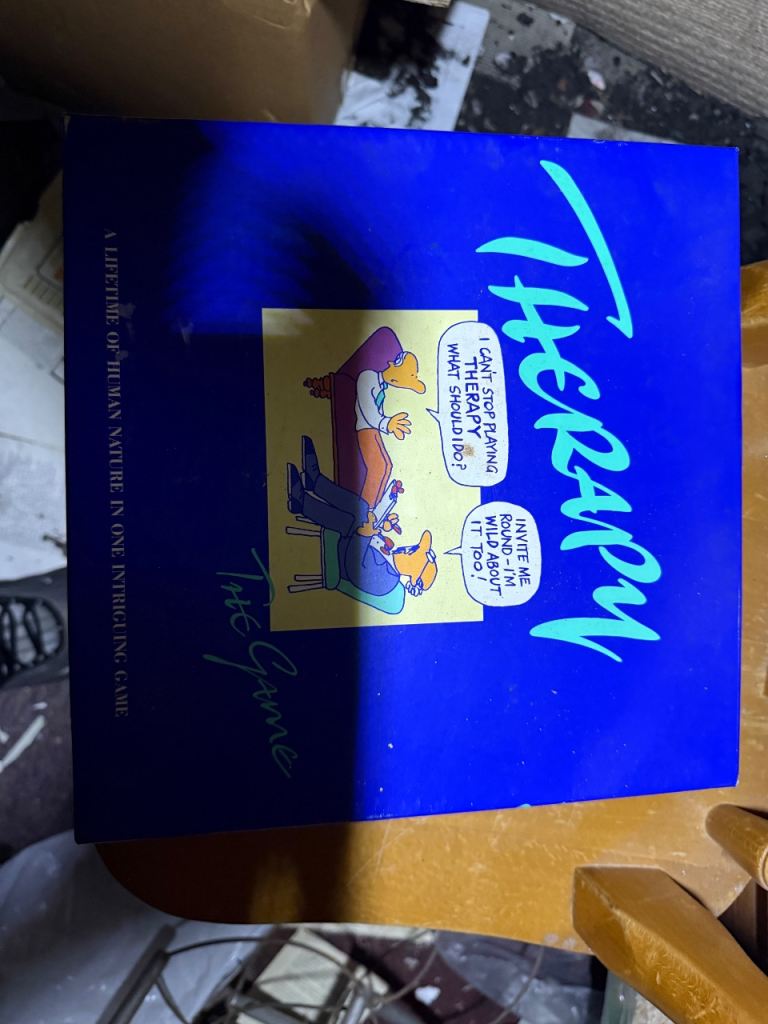 THERAPY
I CAN'T STOP PLAYING
THERAPY
WHAT SHOULD I DO?
INVITE ME
ROUND - I'M
WILD ABOUT
IT TOO!
THE GAME
A LIFETIME OF HUMAN NATURE IN ONE INTRIGUING GAME